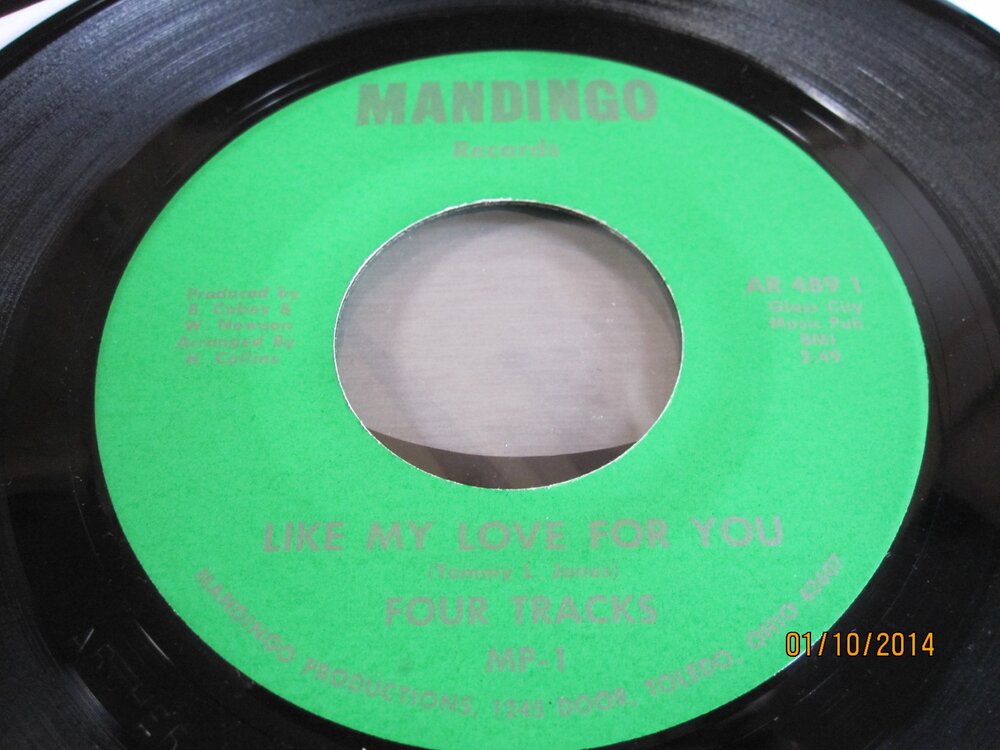 MANDINGO
Records
Produced by
&
W. Newson
Arranged By
H. Collins
AR 489 1
Glass City
Music Pub
BMI
2.49
LIKE MY LOVE FOR YOU
(Tommy L. Jones)
FOUR TRACKS
MP-1
MANDINGO PRODUCTIONS, 1245 DOOR, TOLEDO, OHIO 43607
01/10/2014